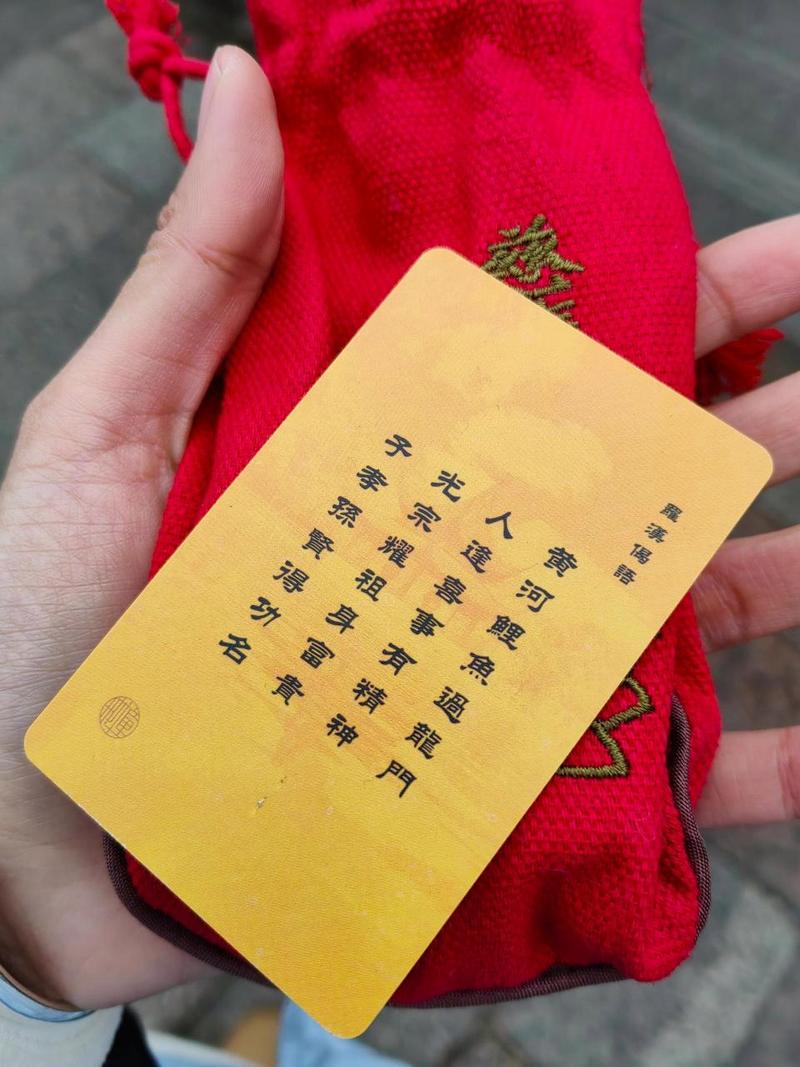 羅漢偈語
黃河鯉魚過龍門
人逢喜事有精神
光宗耀祖身富貴
子孝孫賢得功名